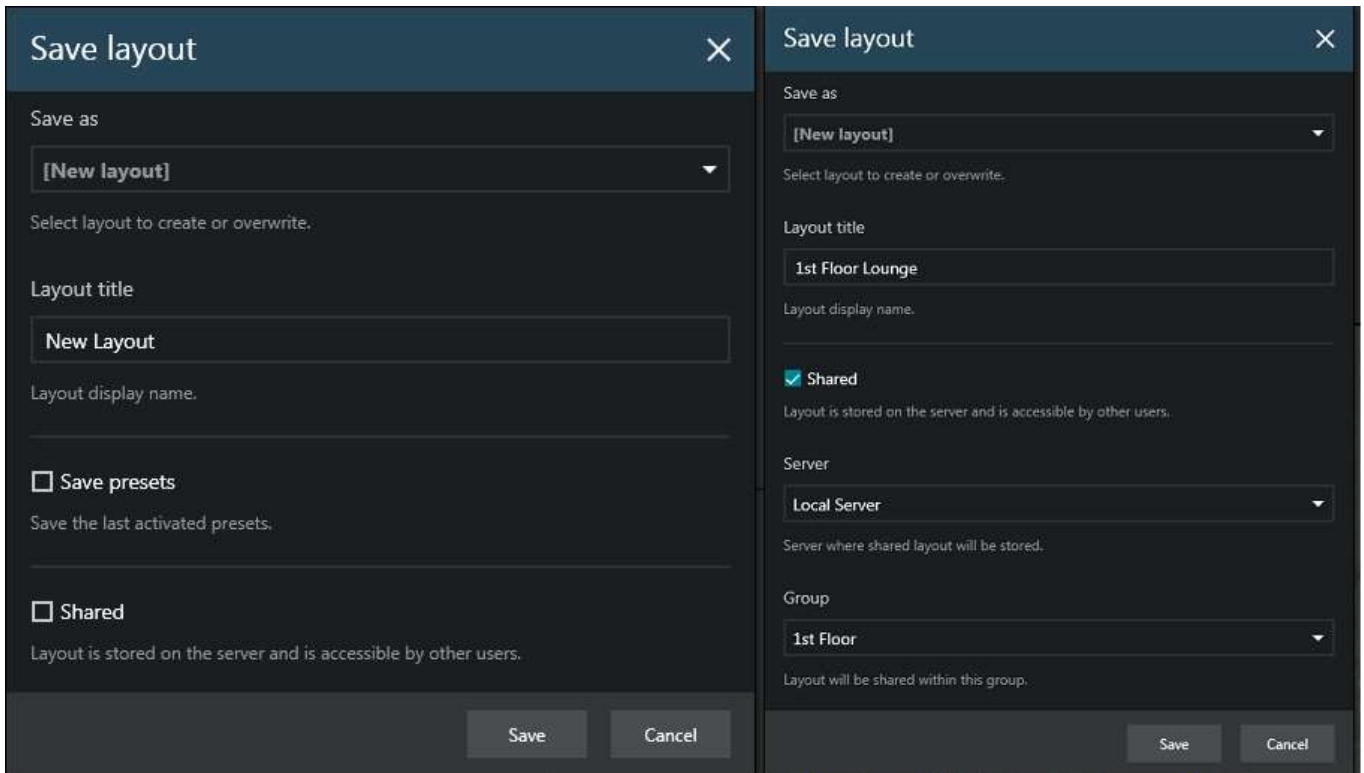 Save layout
Save as
[New layout]
Select layout to create or overwrite.
Layout title
New Layout
Layout display name.
Save presets
Save the last activated presets.
Shared
Layout is stored on the server and is accessible by other users.
Save
Cancel
Save layout
Save as
[New layout]
Select layout to create or overwrite.
Layout title
1st Floor Lounge
Layout display name.
Shared
Layout is stored on the server and is accessible by other users.
Server
Local Server
Server where shared layout will be stored.
Group
1st Floor
Layout will be shared within this group.
Save
Cancel